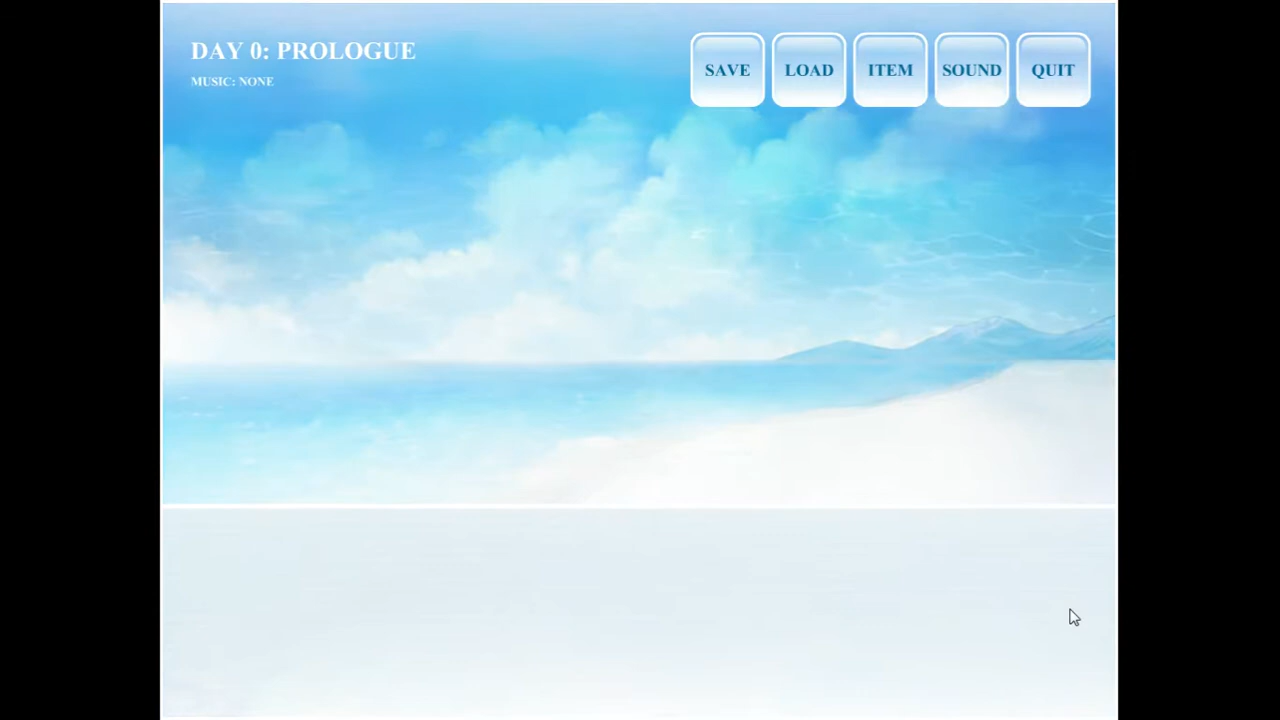 DAY 0: PROLOGUE
MUSIC: NONE
SAVE
LOAD
ITEM
SOUND
QUIT